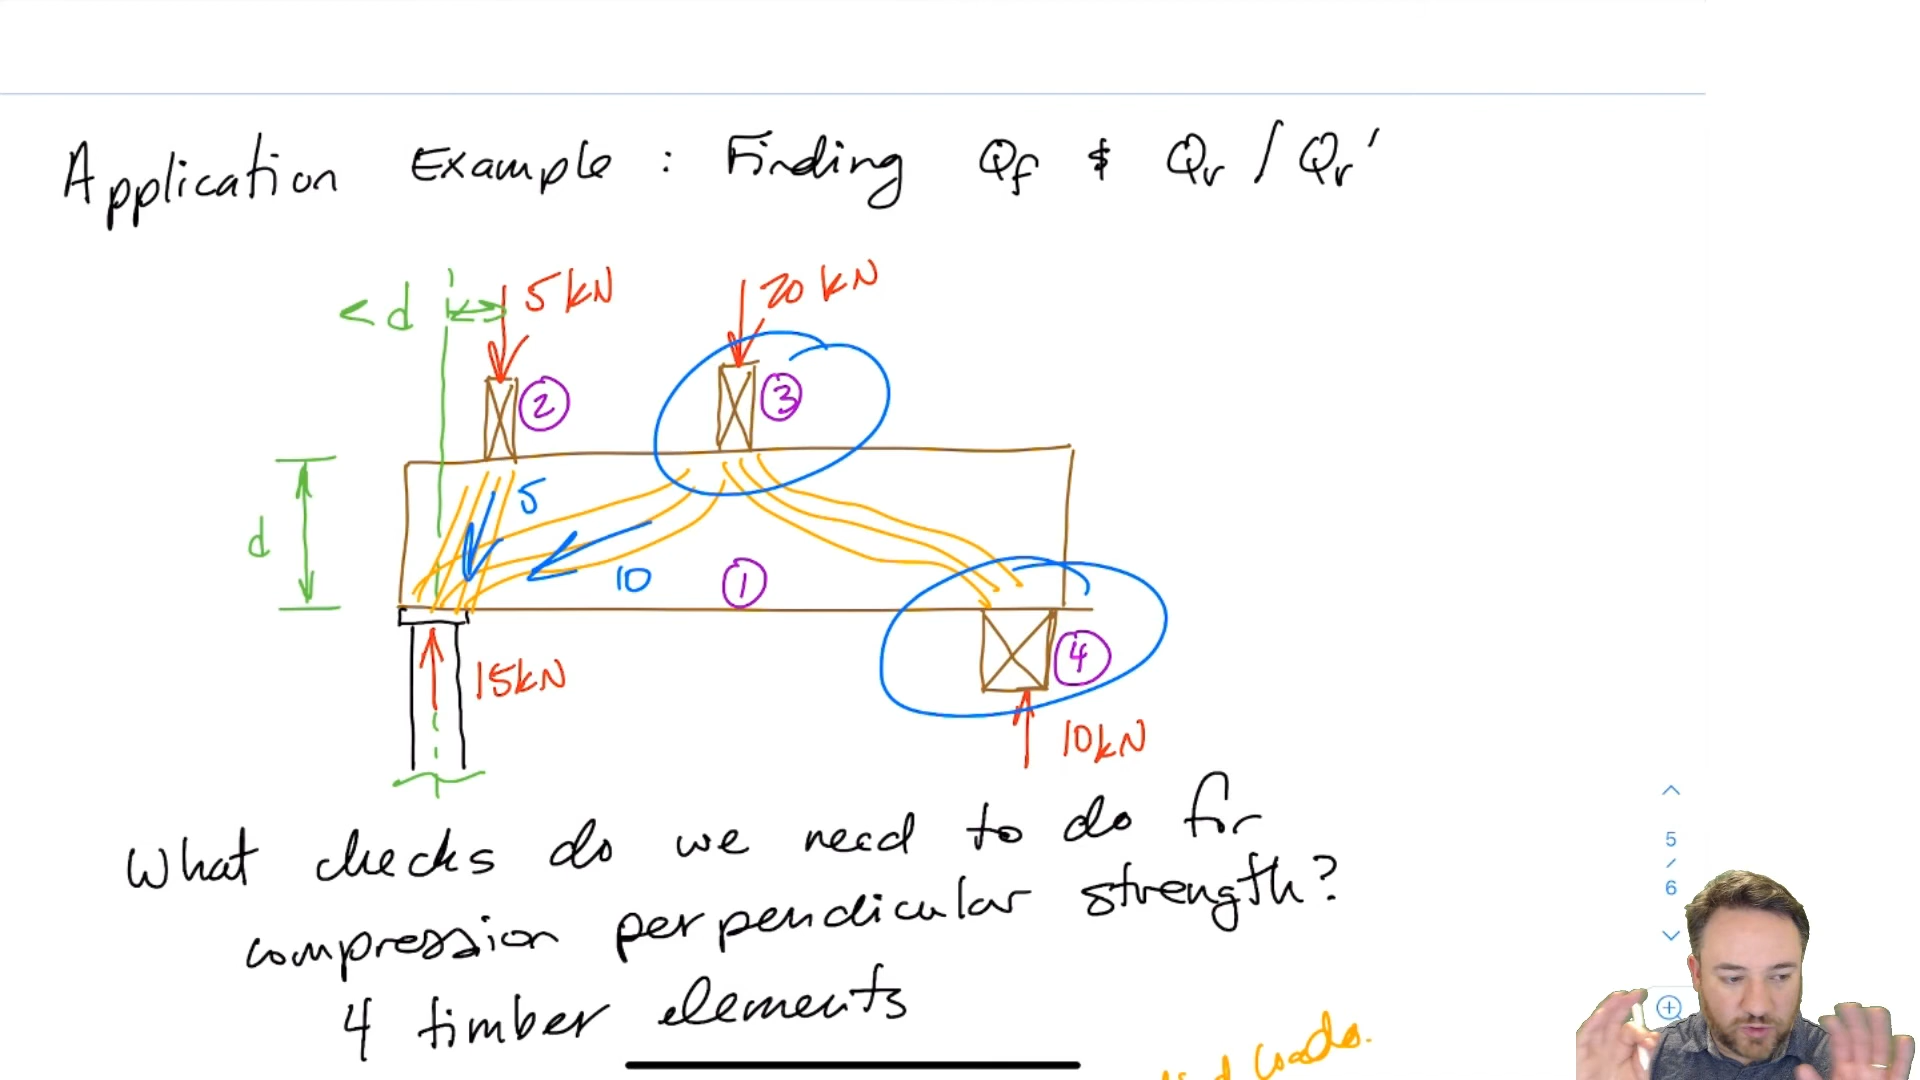 Application Example : Finding Qf & Qr / Qr'
< d
5 kN
20 kN
2
3
5
d
10
1
4
15kN
10kN
What checks do we need to do for
compression perpendicular strength?
4 timber elements
loads.
5
/
6